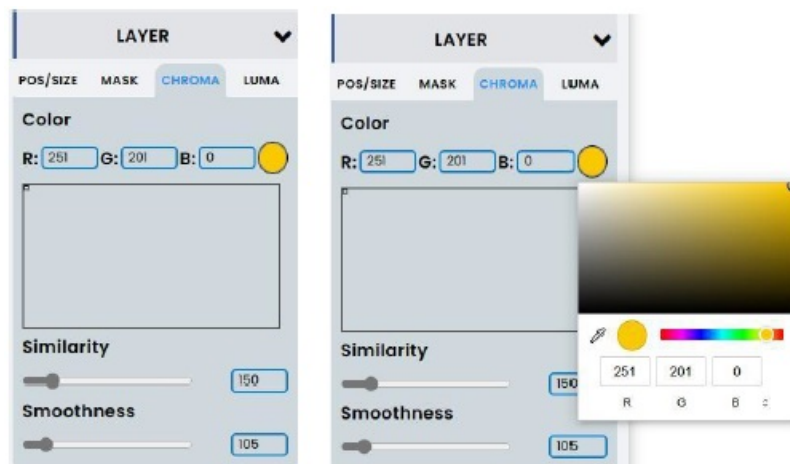 LAYER
POS/SIZE MASK CHROMA LUMA
Color
R: 251 G: 201 B: 0
Similarity
150
Smoothness
105
LAYER
POS/SIZE MASK CHROMA LUMA
Color
R: 251 G: 201 B: 0
Similarity
150
Smoothness
105
251 201 0
R G B